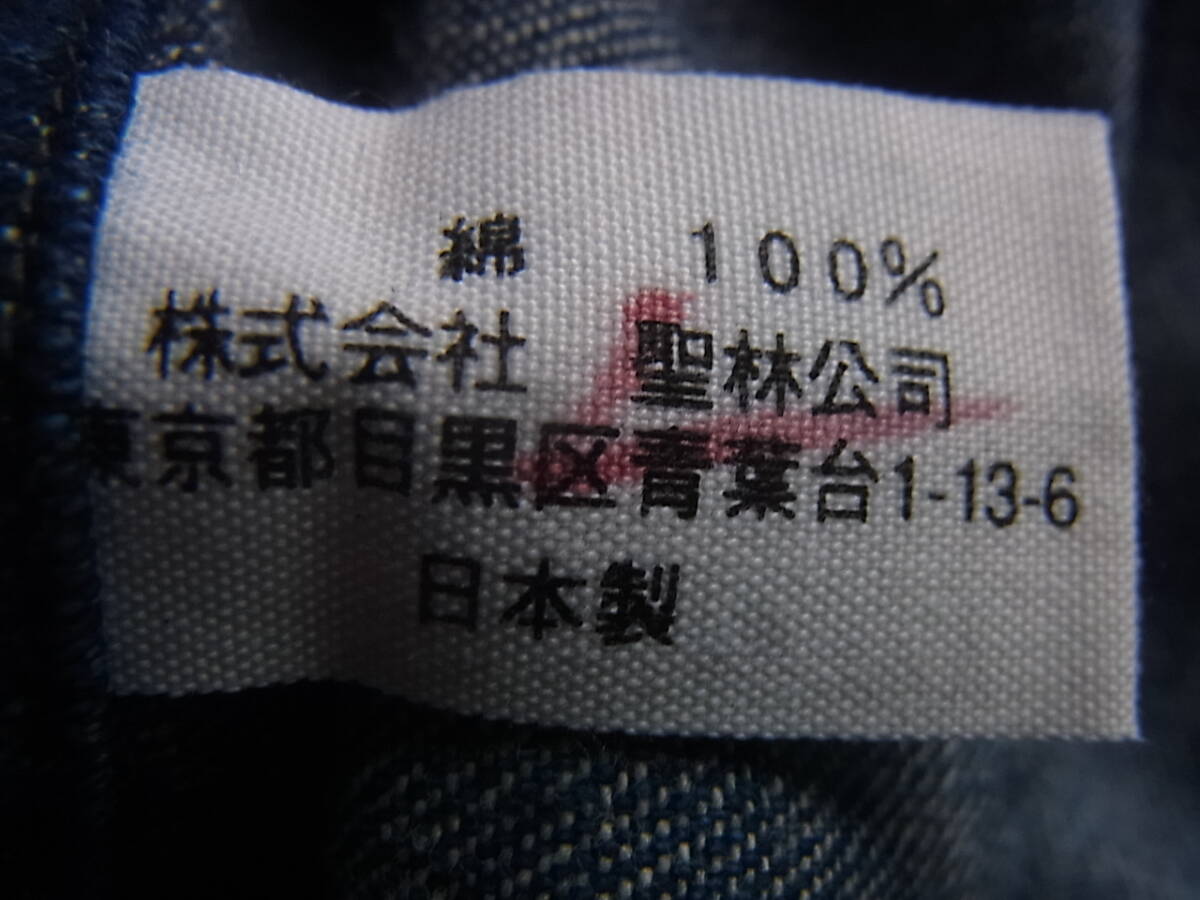 綿 100%
株式会社 聖林公司
東京都目黒区青葉台1-13-6
日本製